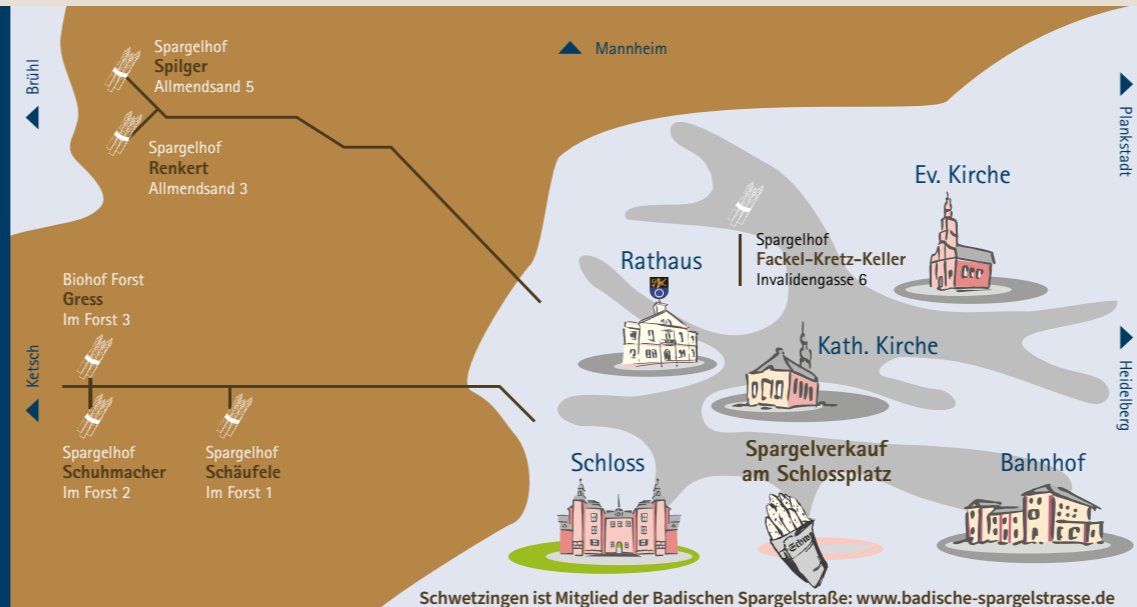 Brühl
Spargelhof
Spilger
Allmendsand 5
Mannheim
Plankstadt
Spargelhof
Renkert
Allmendsand 3
Ev. Kirche
Spargelhof
Fackel-Kretz-Keller
Invalidengasse 6
Rathaus
Biohof Forst
Gress
Im Forst 3
Ketsch
Kath. Kirche
Heidelberg
Spargelhof
Schuhmacher
Im Forst 2
Spargelhof
Schäufele
Im Forst 1
Schloss
Spargelverkauf
am Schlossplatz
Bahnhof
Schwetzingen ist Mitglied der Badischen Spargelstraße: www.badische-spargelstrasse.de